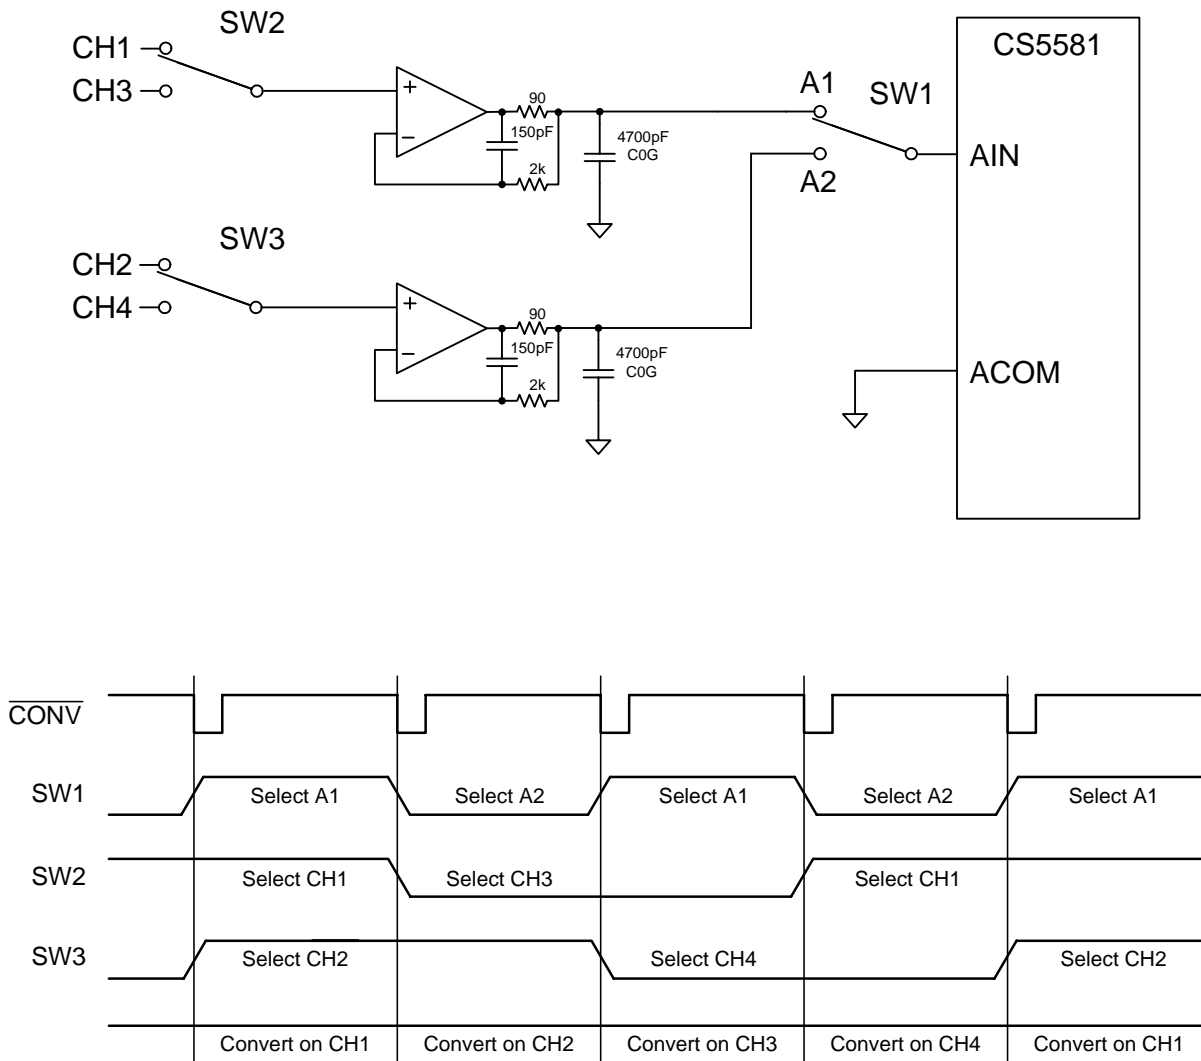 SW2
CH1
CH3
90
150pF
2k
4700pF
C0G
A1
A2
SW1
CS5581
AIN
ACOM
SW3
CH2
CH4
90
150pF
2k
4700pF
C0G
CONV
SW1 Select A1 Select A2 Select A1 Select A2 Select A1
SW2 Select CH1 Select CH3 Select CH1
SW3 Select CH2 Select CH4 Select CH2
Convert on CH1 Convert on CH2 Convert on CH3 Convert on CH4 Convert on CH1